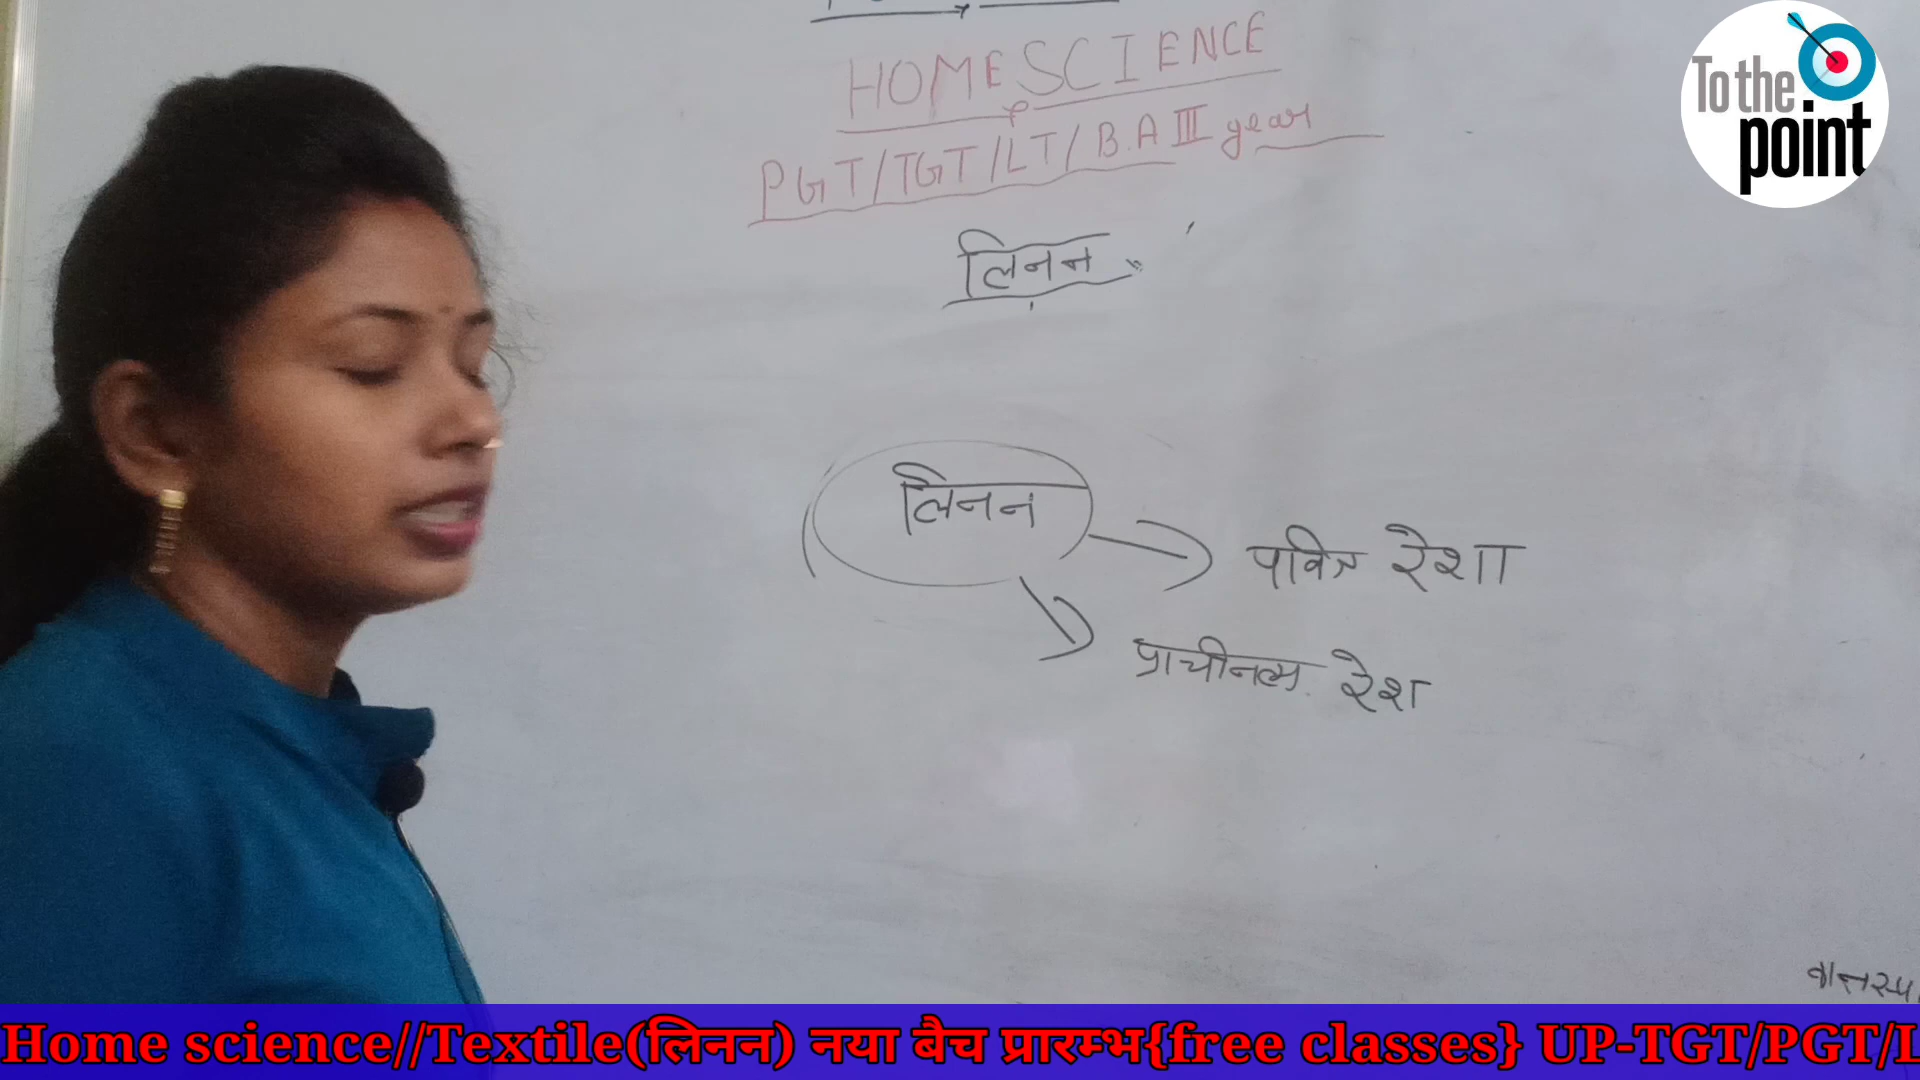 HOME SCIENCE
PGT/TGT/LT/B.A III year
लिनन
लिनन
पवित्र रेशा
प्राचीनत्म रेशा
To the
point
Home science//Textile(लिनन) नया बैच प्रारम्भ{free classes} UP-TGT/PGT/L